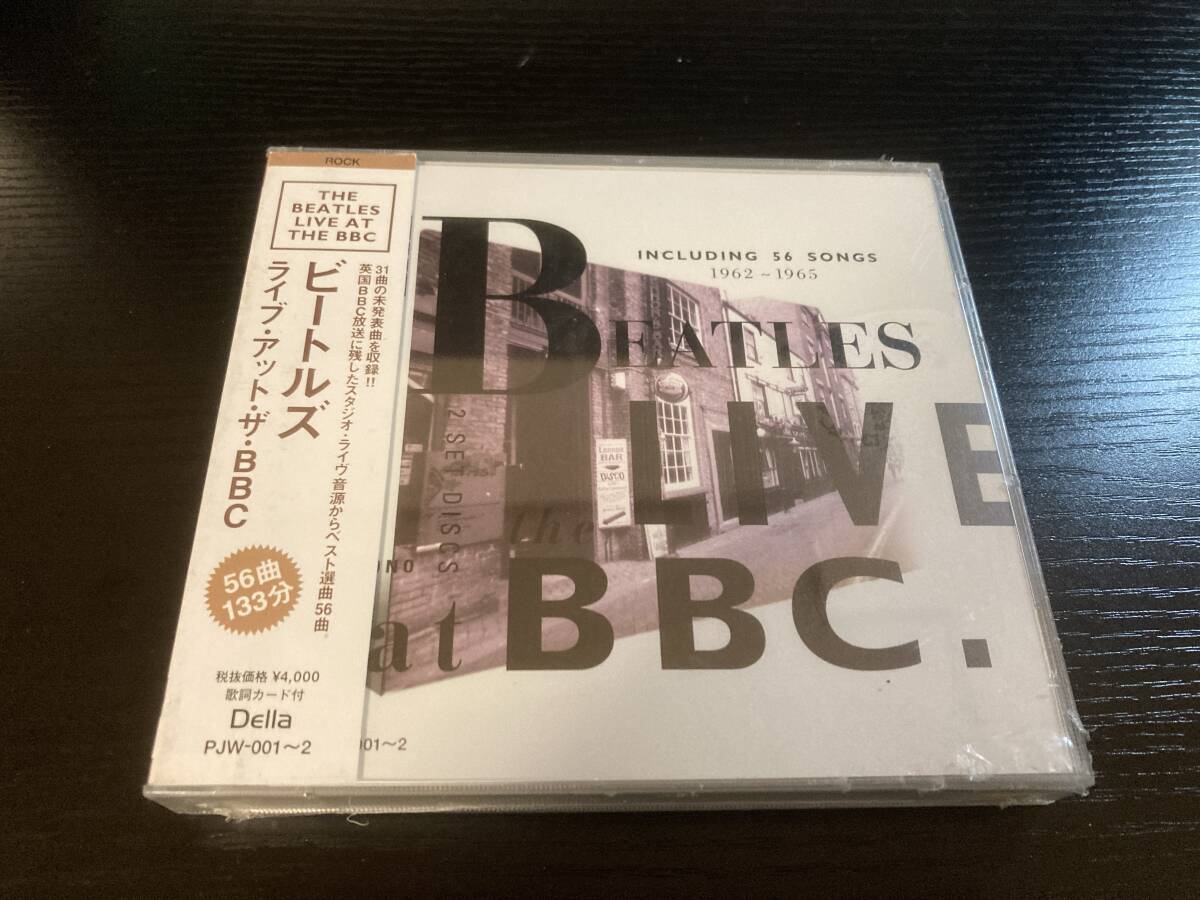 ROCK
THE
BEATLES
LIVE AT
THE BBC
ビートルズ
ライブ・アット・ザ・BBC
31曲の未発表曲を収録!!
英国BBC放送に残したスタジオ・ライヴ音源からベスト選曲56曲。
56曲
133分
税抜価格 ¥4,000
歌詞カード付
Della
PJW-001〜2
INCLUDING 56 SONGS
1962~1965
BEATLES
LIVE
the
at BBC.
2 SET DISCS
ONO
Lennon
BAR
DISCO
001〜2